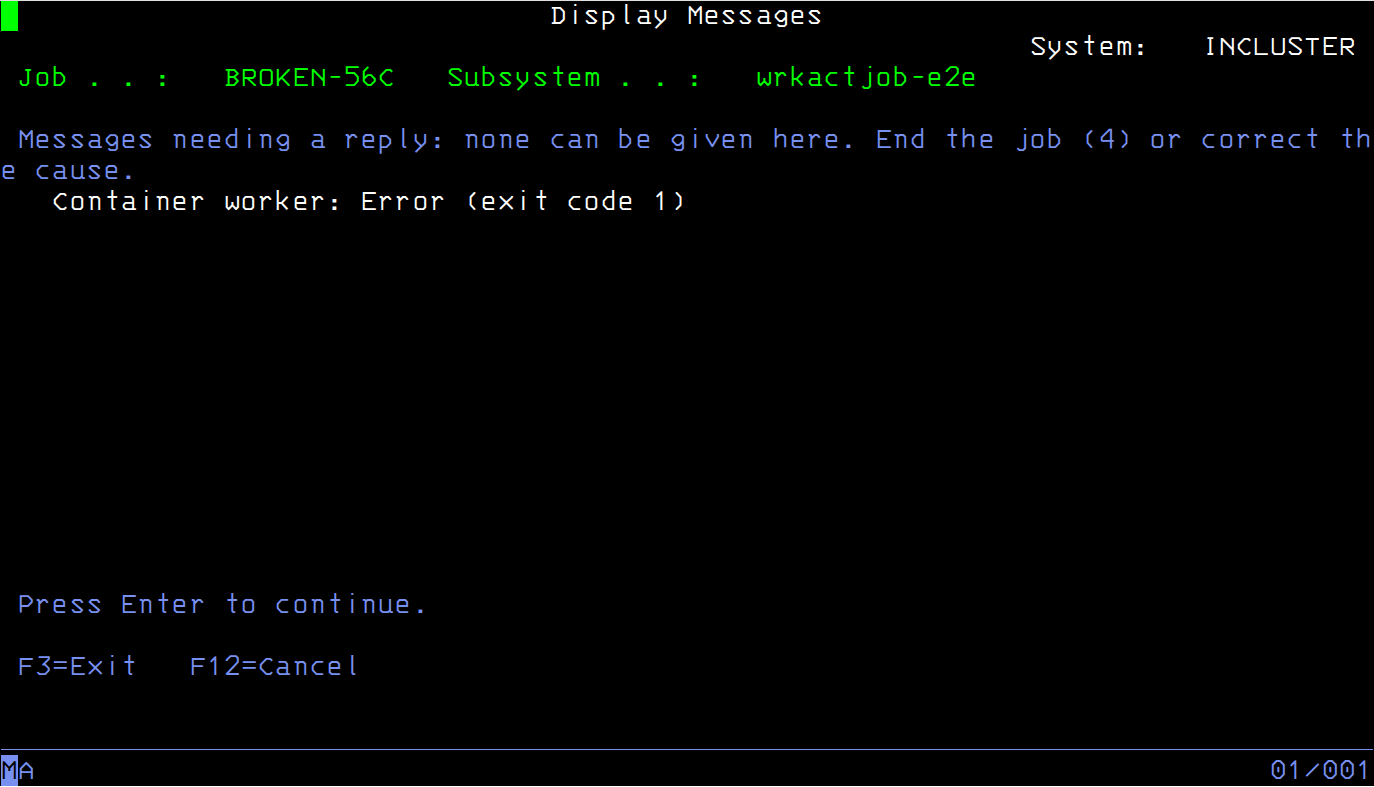 Display Messages
System:   INCLUSTER
Job . . :   BROKEN-56C   Subsystem . . :   wrkactjob-e2e
Messages needing a reply: none can be given here. End the job (4) or correct th
e cause.
Container worker: Error (exit code 1)
Press Enter to continue.
F3=Exit   F12=Cancel
MA   01/001